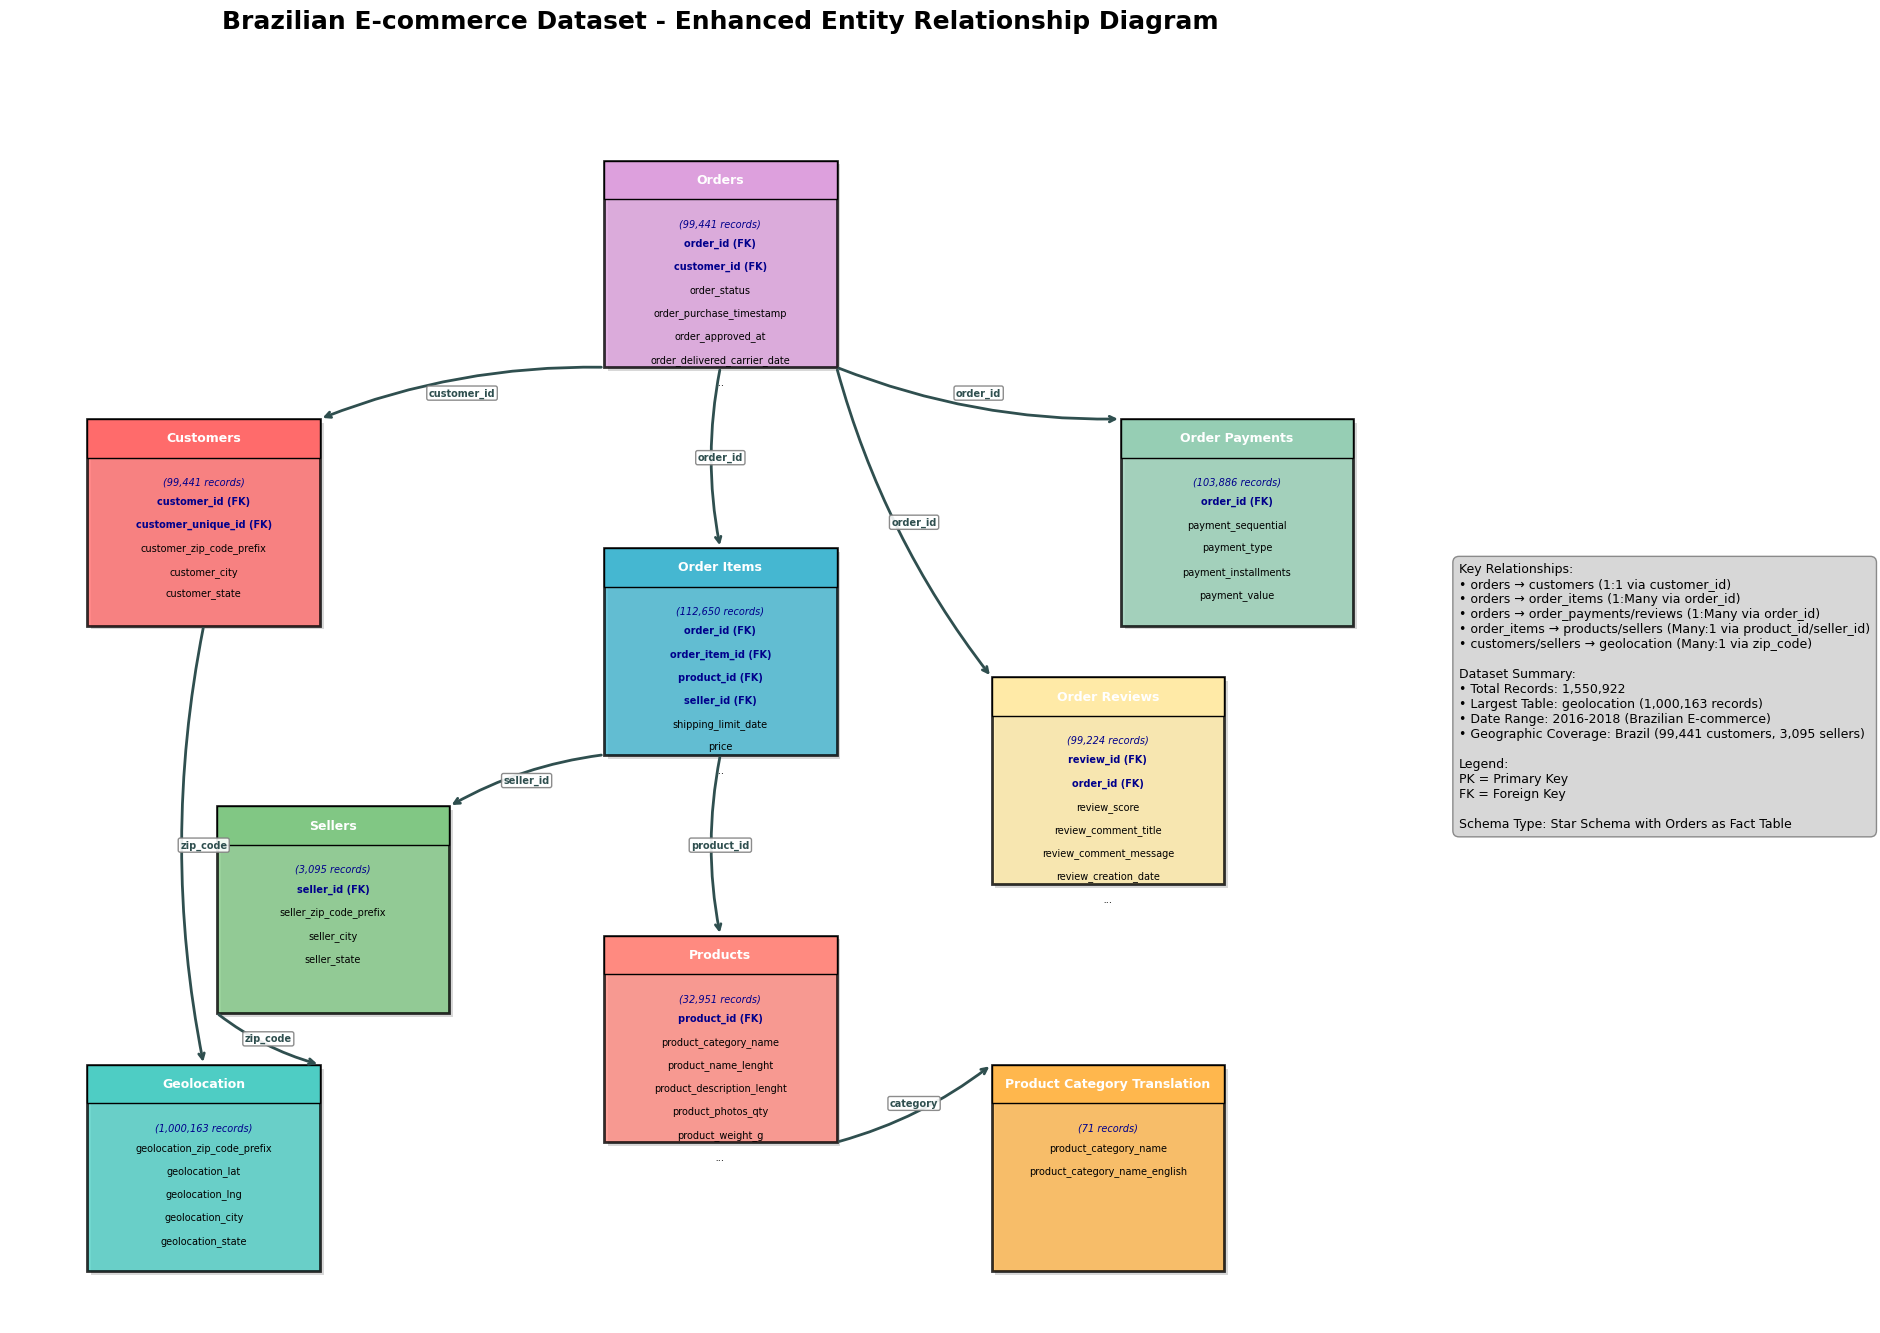 Brazilian E-commerce Dataset - Enhanced Entity Relationship Diagram
Orders
(99,441 records)
order_id (FK)
customer_id (FK)
order_status
order_purchase_timestamp
order_approved_at
order_delivered_carrier_date
...
customer_id
order_id
order_id
order_id
Customers
(99,441 records)
customer_id (FK)
customer_unique_id (FK)
customer_zip_code_prefix
customer_city
customer_state
Order Payments
(103,886 records)
order_id (FK)
payment_sequential
payment_type
payment_installments
payment_value
Order Items
(112,650 records)
order_id (FK)
order_item_id (FK)
product_id (FK)
seller_id (FK)
shipping_limit_date
price
...
Order Reviews
(99,224 records)
review_id (FK)
order_id (FK)
review_score
review_comment_title
review_comment_message
review_creation_date
...
seller_id
product_id
zip_code
Sellers
(3,095 records)
seller_id (FK)
seller_zip_code_prefix
seller_city
seller_state
zip_code
Products
(32,951 records)
product_id (FK)
product_category_name
product_name_lenght
product_description_lenght
product_photos_qty
product_weight_g
...
category
Geolocation
(1,000,163 records)
geolocation_zip_code_prefix
geolocation_lat
geolocation_lng
geolocation_city
geolocation_state
Product Category Translation
(71 records)
product_category_name
product_category_name_english
Key Relationships:
• orders → customers (1:1 via customer_id)
• orders → order_items (1:Many via order_id)
• orders → order_payments/reviews (1:Many via order_id)
• order_items → products/sellers (Many:1 via product_id/seller_id)
• customers/sellers → geolocation (Many:1 via zip_code)
Dataset Summary:
• Total Records: 1,550,922
• Largest Table: geolocation (1,000,163 records)
• Date Range: 2016-2018 (Brazilian E-commerce)
• Geographic Coverage: Brazil (99,441 customers, 3,095 sellers)
Legend:
PK = Primary Key
FK = Foreign Key
Schema Type: Star Schema with Orders as Fact Table